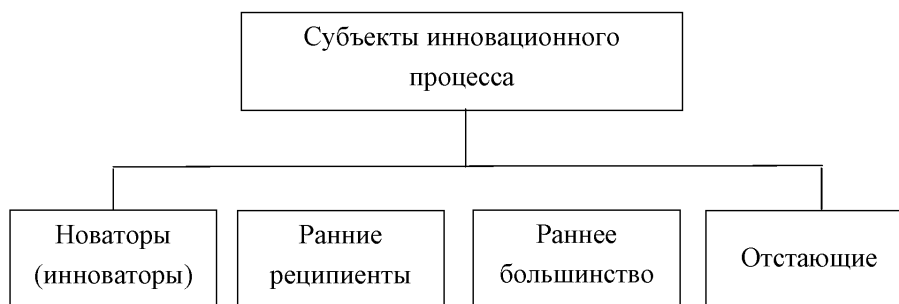 Субъекты инновационного
процесса
Новаторы
(инноваторы)
Ранние
реципиенты
Раннее
большинство
Отстающие